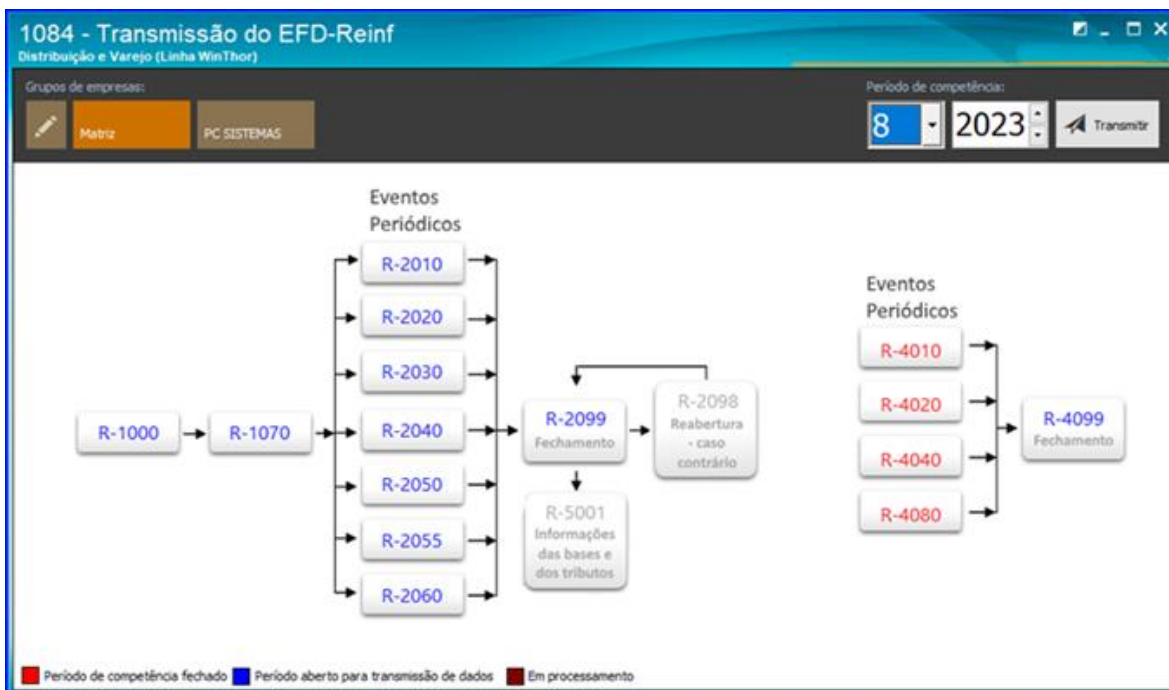 1084 - Transmissão do EFD-Reinf
Distribuição e Varejo (Linha WinThor)
Grupos de empresas:
Matriz
PC SISTEMAS
Período de competência:
8
2023
Transmitir
Eventos
Periódicos
R-2010
R-2020
R-2030
R-2040
R-2050
R-2055
R-2060
R-1000
R-1070
R-2099
Fechamento
R-2098
Reabertura
- caso
contrário
R-5001
Informações
das bases e
dos tributos
Eventos
Periódicos
R-4010
R-4020
R-4040
R-4080
R-4099
Fechamento
Período de competência fechado
Período aberto para transmissão de dados
Em processamento